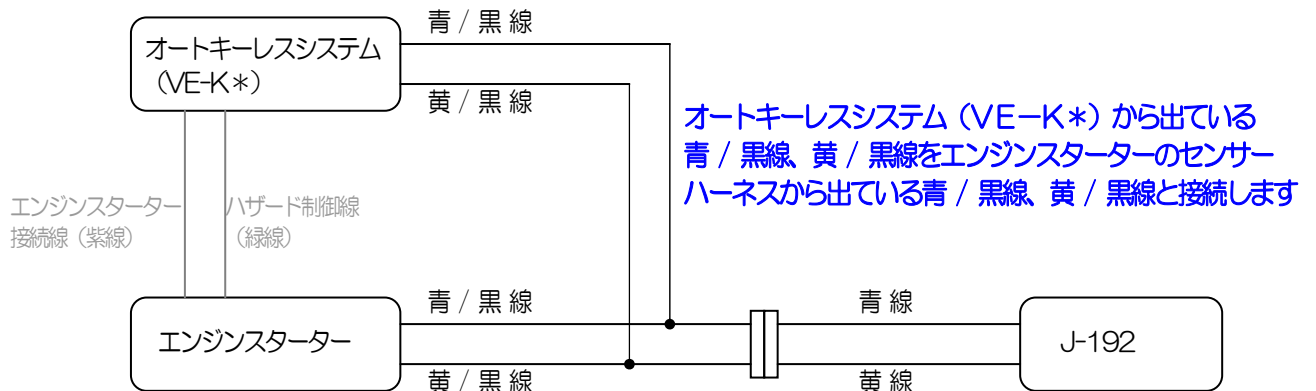 青 / 黒 線
オートキーレスシステム
（VE-K＊）
黄 / 黒 線
オートキーレスシステム（ＶＥ－Ｋ＊）から出ている
青 / 黒線、黄 / 黒線をエンジンスターターのセンサー
ハーネスから出ている青 / 黒線、黄 / 黒線と接続します
エンジンスターター
接続線（紫線）
ハザード制御線
（緑線）
青 / 黒 線
青 線
エンジンスターター
J-192
黄 / 黒 線
黄 線